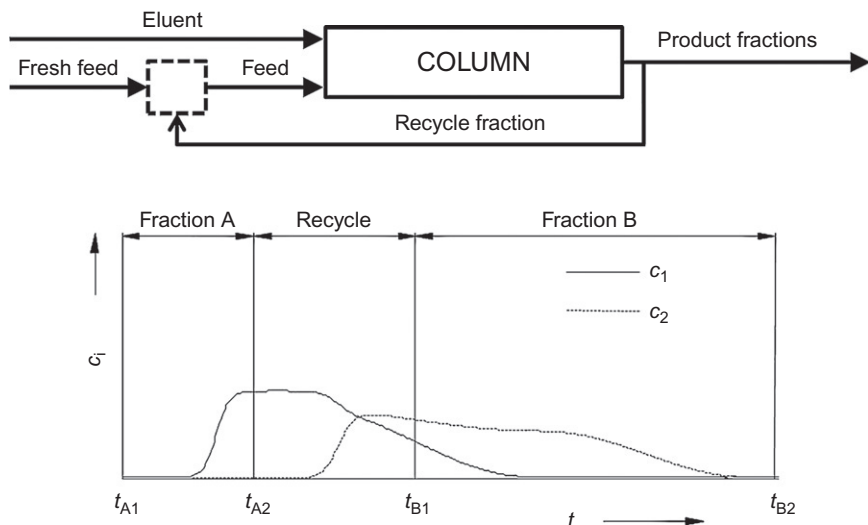 Eluent
Fresh feed
Feed
COLUMN
Product fractions
Recycle fraction
Fraction A
Recycle
Fraction B
c1
c2
ci
tA1
tA2
tB1
t
tB2